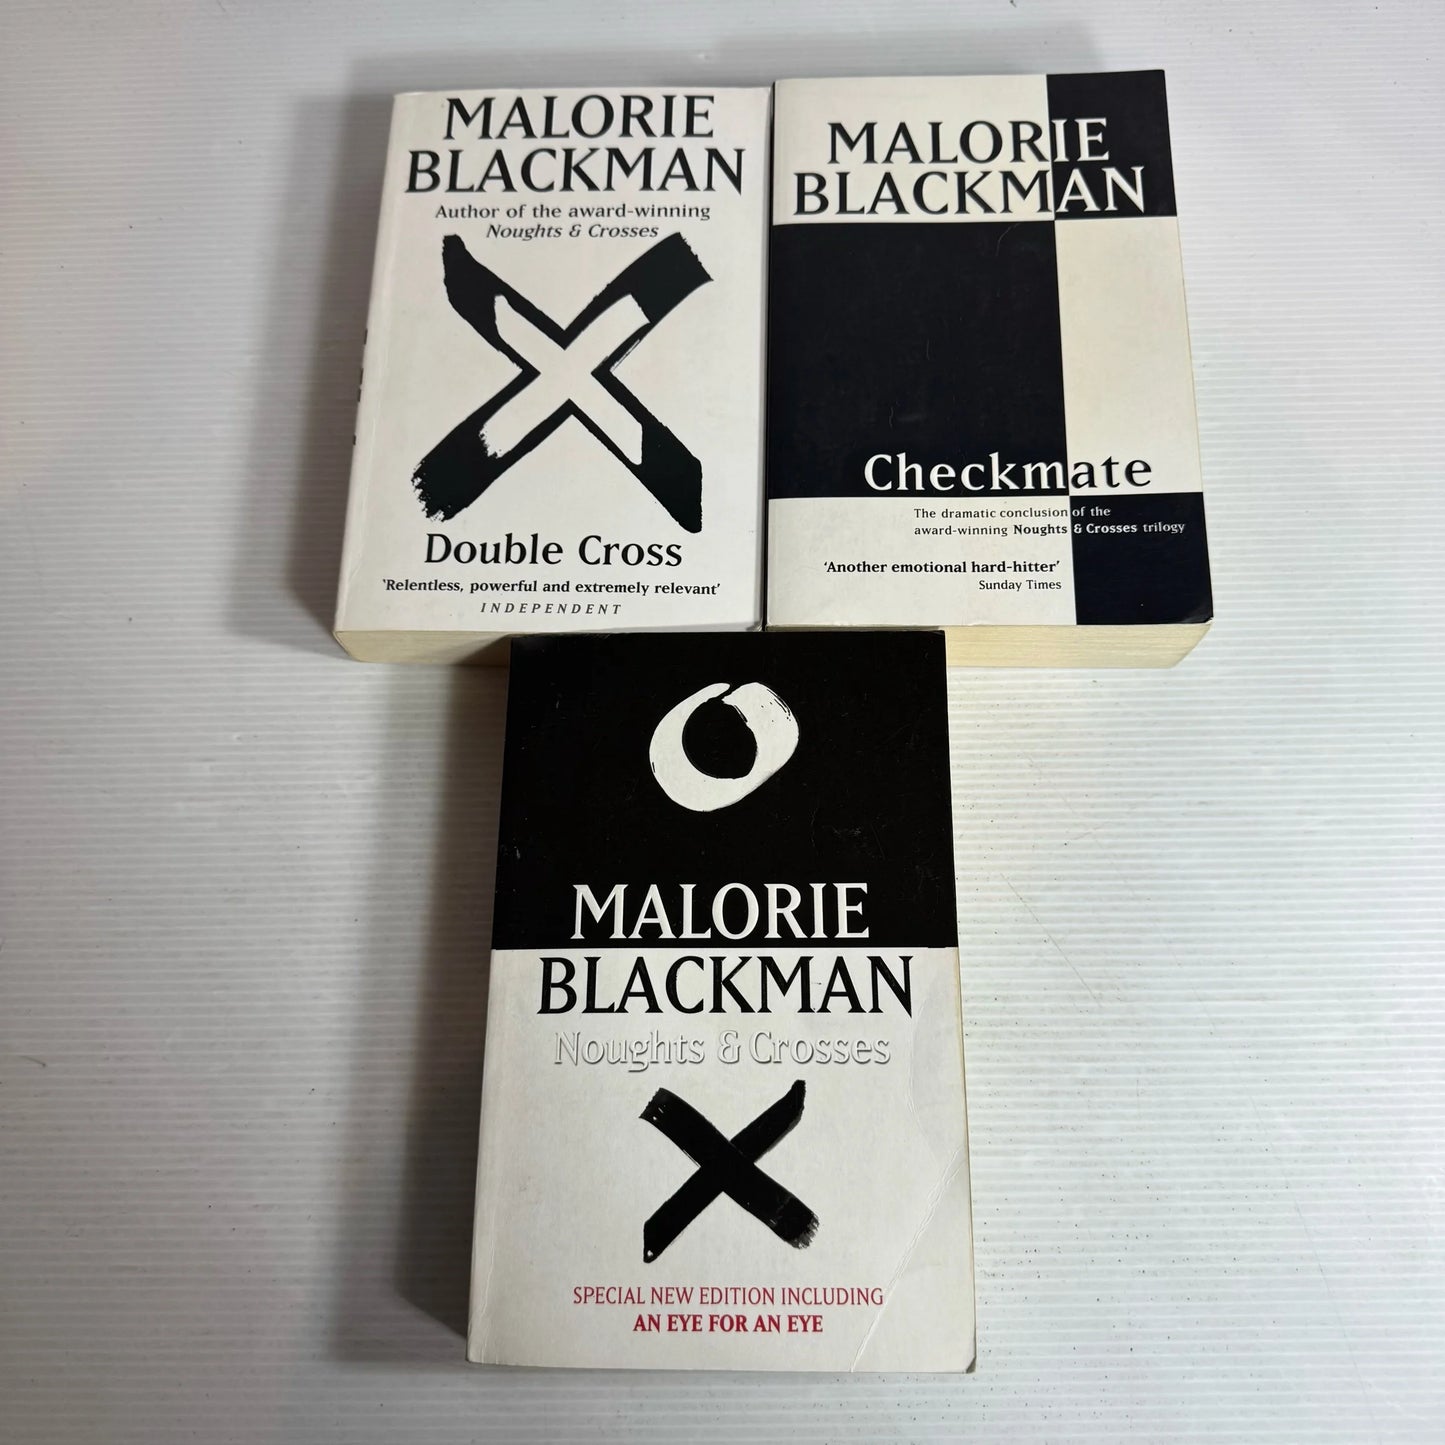 MALORIE
BLACKMAN
Author of the award-winning
Noughts & Crosses
Double Cross
'Relentless, powerful and extremely relevant'
INDEPENDENT
MALORIE
BLACKMAN
Checkmate
The dramatic conclusion of the
award-winning Noughts & Crosses trilogy
'Another emotional hard-hitter'
Sunday Times
MALORIE
BLACKMAN
Noughts & Crosses
SPECIAL NEW EDITION INCLUDING
AN EYE FOR AN EYE